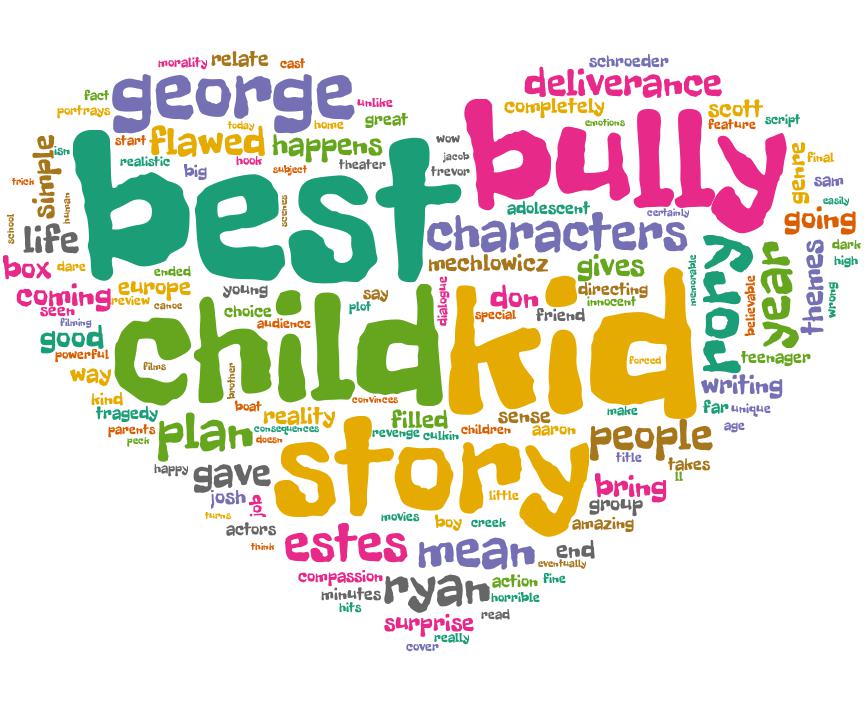 morality relate cast
schroeder
deliverance
fact george unlike
portrays great
completely scott
emotions feature script
start flawed today home happens
wow bully
simple isn realistic big hook subject theater
jacob
trevor
genre final
trick human best scenes
adolescent certainly
sam
easily
school life
characters
going
box dare ended
mechlowicz gives
rory year themes dark
high
coming europe young say
don directing
innocent
memorable believable wrong
seen review canoe choice plot dialogue special friend
filming audience
good child kid
teenager
powerful films forced
way brother writing
kind convinces
tragedy boat reality filled sense make far unique
parents plan consequences revenge culkin children aaron people age
peck doesn
title takes
happy gave story ll
josh job little bring
group
turns movies boy creek amazing
actors
think estes mean end
eventually
compassion ryan action fine
minutes horrible
hits read
surprise
really
cover